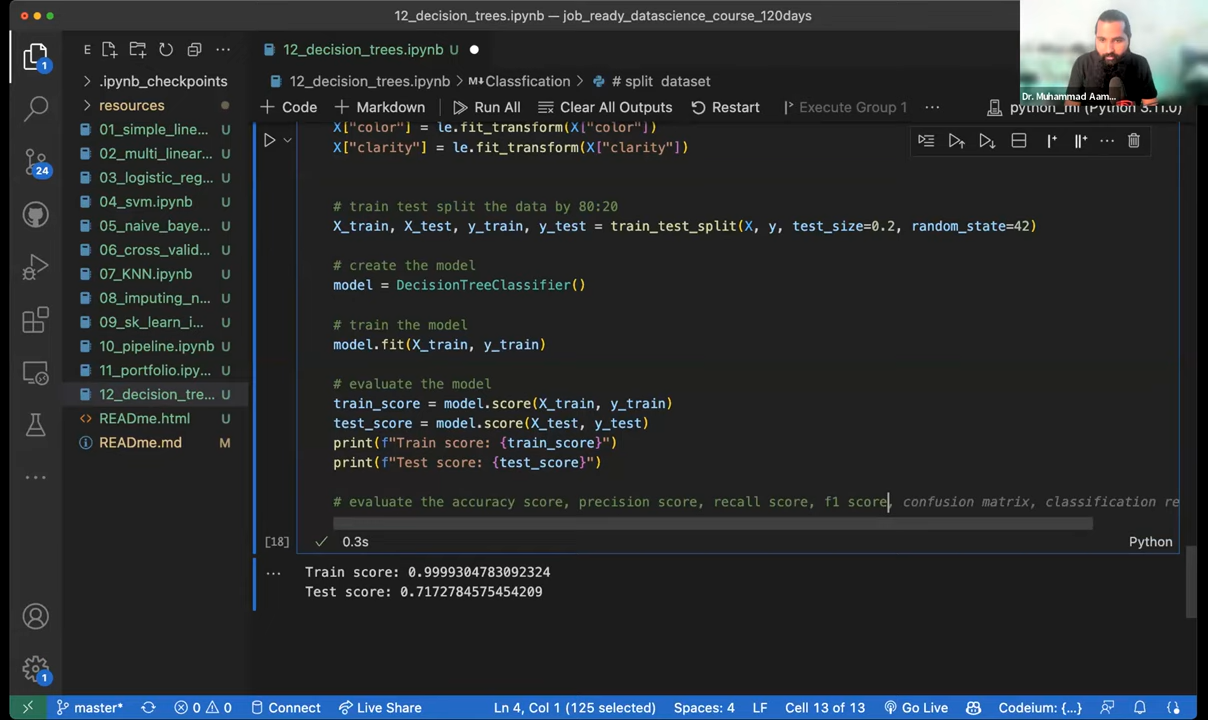 12_decision_trees.ipynb — job_ready_datascience_course_120days
E
12_decision_trees.ipynb U
12_decision_trees.ipynb > Classfication > # split dataset
Dr. Muhammad Aam...
+ Code + Markdown Run All Clear All Outputs Restart Execute Group 1 ... python_ml (Python 3.11.0)
.ipynb_checkpoints
resources
01_simple_line... U
02_multi_linear... U
03_logistic_reg... U
04_svm.ipynb U
05_naive_baye... U
06_cross_valid... U
07_KNN.ipynb U
08_imputing_n... U
09_sk_learn_i... U
10_pipeline.ipynb U
11_portfolio.ipy... U
12_decision_tre... U
READme.html U
READme.md M
1
24
1
X["color"] = le.fit_transform(X["color"])
X["clarity"] = le.fit_transform(X["clarity"])
# train test split the data by 80:20
X_train, X_test, y_train, y_test = train_test_split(X, y, test_size=0.2, random_state=42)
# create the model
model = DecisionTreeClassifier()
# train the model
model.fit(X_train, y_train)
# evaluate the model
train_score = model.score(X_train, y_train)
test_score = model.score(X_test, y_test)
print(f"Train score: {train_score}")
print(f"Test score: {test_score}")
# evaluate the accuracy score, precision score, recall score, f1 score, confusion matrix, classification re
[18] 0.3s Python
... Train score: 0.9999304783092324
Test score: 0.7172784575454209
master* 0 0 Connect Live Share Ln 4, Col 1 (125 selected) Spaces: 4 LF Cell 13 of 13 Go Live Codeium: {...}